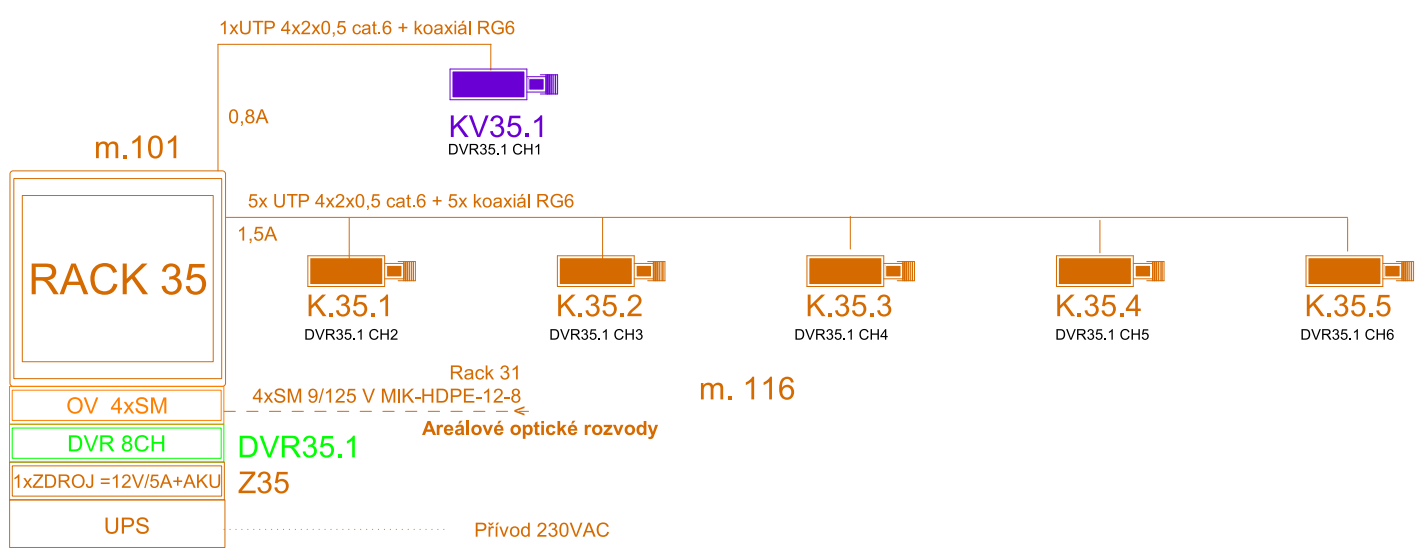 1xUTP 4x2x0,5 cat.6 + koaxiál RG6
0,8A
KV35.1
DVR35.1 CH1
m.101
5x UTP 4x2x0,5 cat.6 + 5x koaxiál RG6
1,5A
RACK 35
K.35.1
DVR35.1 CH2
K.35.2
DVR35.1 CH3
K.35.3
DVR35.1 CH4
K.35.4
DVR35.1 CH5
K.35.5
DVR35.1 CH6
Rack 31
4xSM 9/125 V MIK-HDPE-12-8
m. 116
OV 4xSM
Areálové optické rozvody
DVR 8CH
DVR35.1
1xZDROJ =12V/5A+AKU
Z35
UPS
Přívod 230VAC